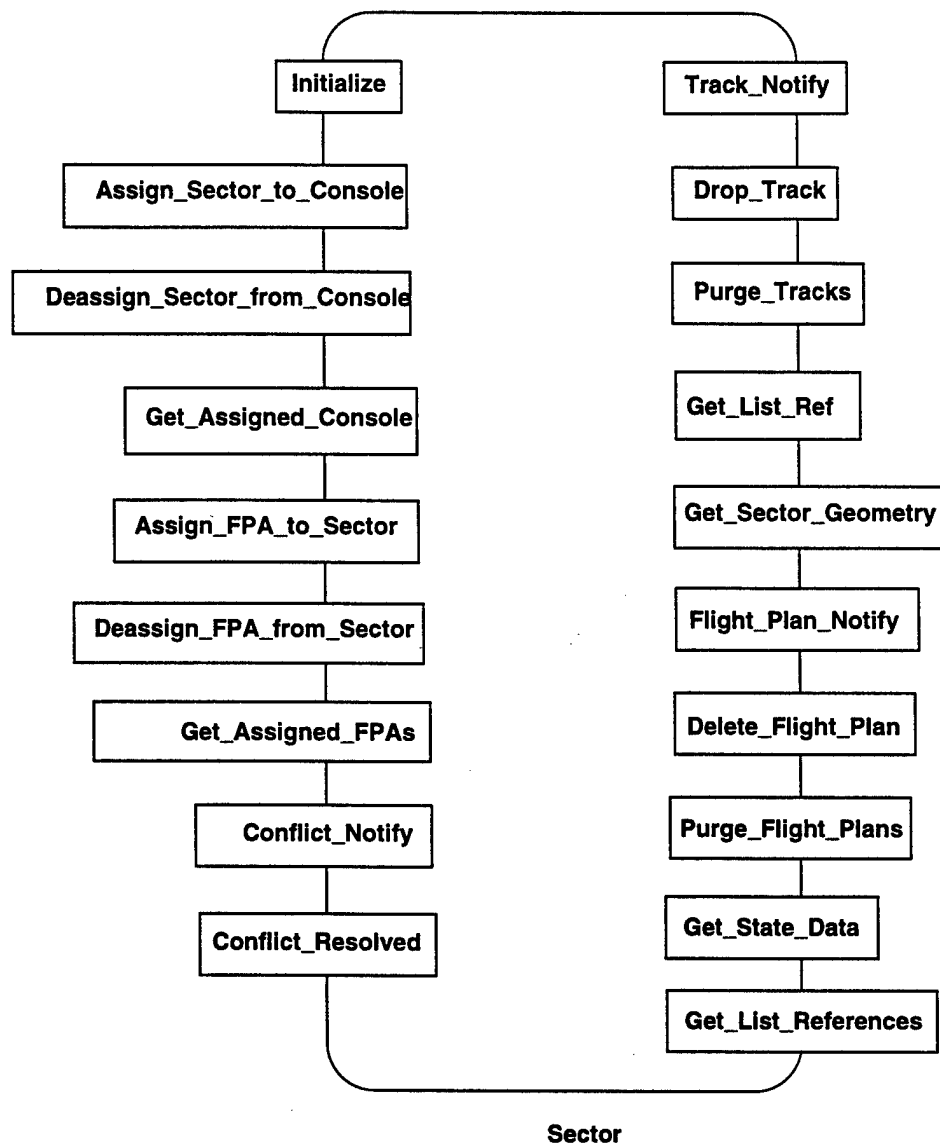 Initialize
Assign_Sector_to_Console
Deassign_Sector_from_Console
Get_Assigned_Console
Assign_FPA_to_Sector
Deassign_FPA_from_Sector
Get_Assigned_FPAs
Conflict_Notify
Conflict_Resolved
Track_Notify
Drop_Track
Purge_Tracks
Get_List_Ref
Get_Sector_Geometry
Flight_Plan_Notify
Delete_Flight_Plan
Purge_Flight_Plans
Get_State_Data
Get_List_References
Sector